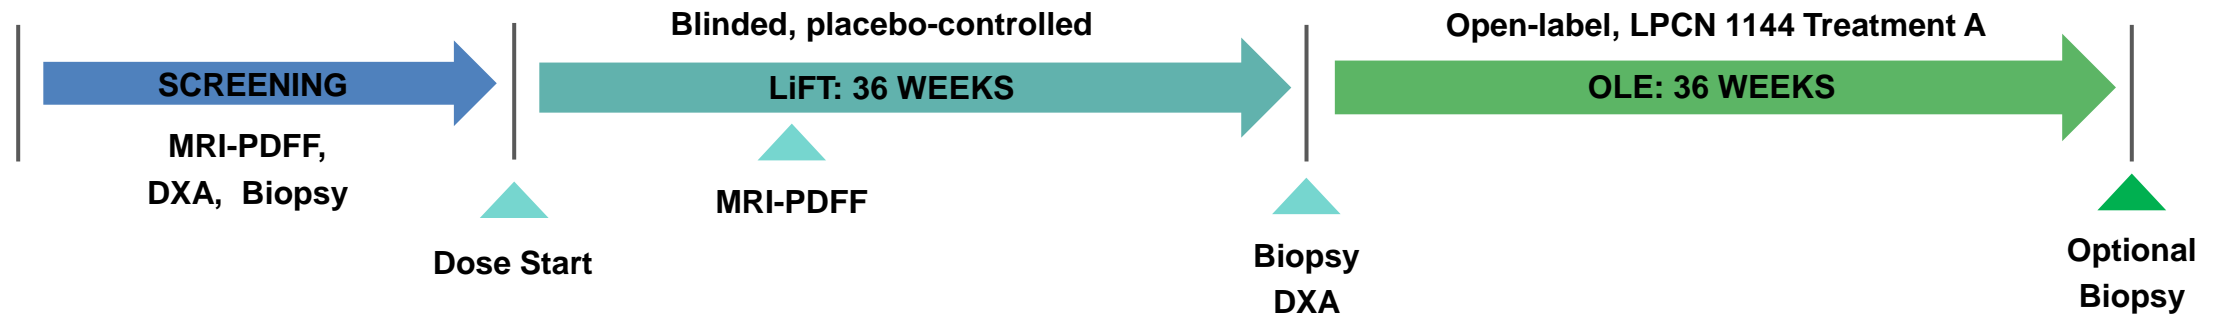 Blinded, placebo-controlled
Open-label, LPCN 1144 Treatment A
SCREENING
LiFT: 36 WEEKS
OLE: 36 WEEKS
MRI-PDFF,
DXA, Biopsy
MRI-PDFF
Dose Start
Biopsy
DXA
Optional
Biopsy